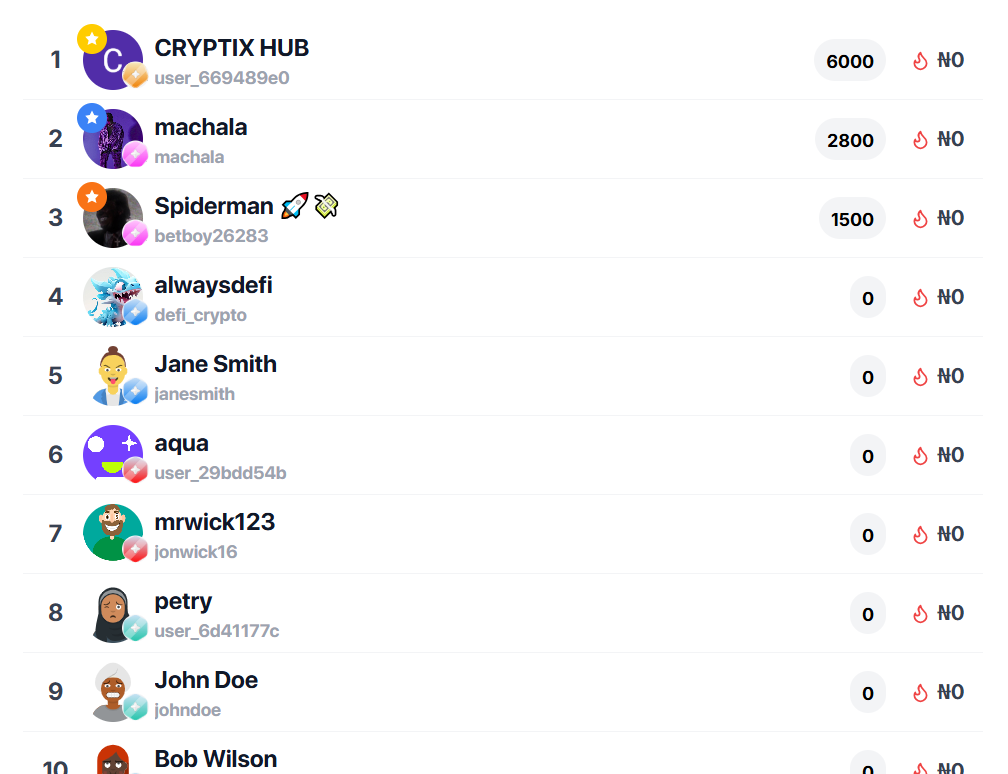 1
C
CRYPTIX HUB
user_669489e0
6000
₦0
2
machala
machala
2800
₦0
3
Spiderman 🚀💸
betboy26283
1500
₦0
4
alwaysdefi
defi_crypto
0
₦0
5
Jane Smith
janesmith
0
₦0
6
aqua
user_29bdd54b
0
₦0
7
mrwick123
jonwick16
0
₦0
8
petry
user_6d41177c
0
₦0
9
John Doe
johndoe
0
₦0
10
Bob Wilson
0
₦0